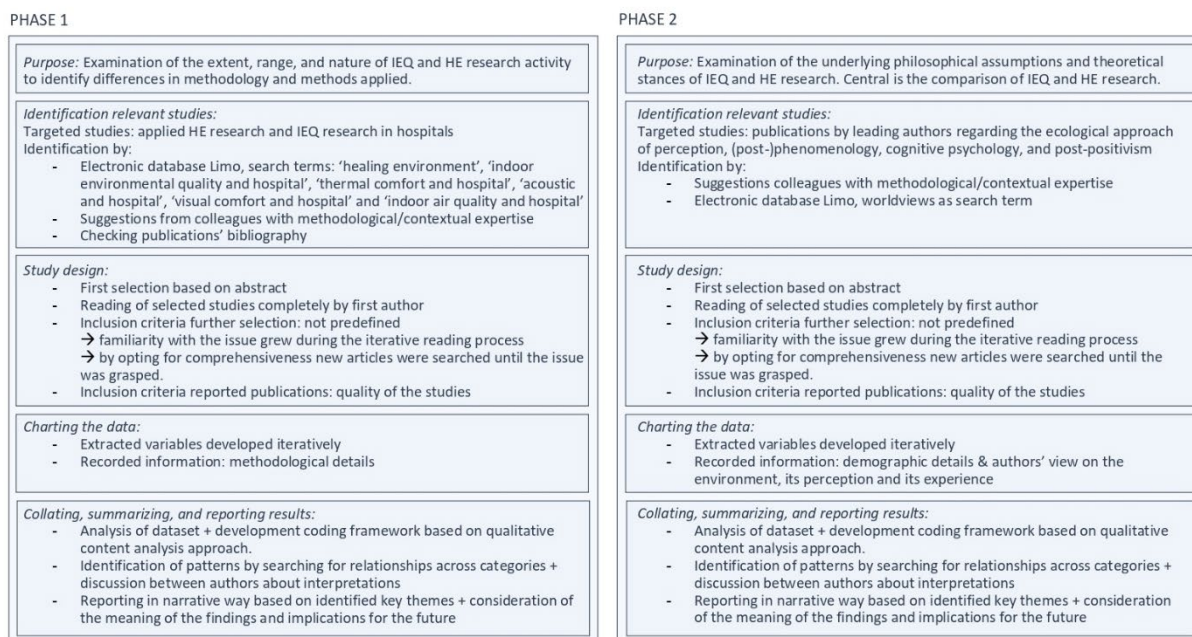 PHASE 1
Purpose: Examination of the extent, range, and nature of IEQ and HE research activity
to identify differences in methodology and methods applied.
Identification relevant studies:
Targeted studies: applied HE research and IEQ research in hospitals
Identification by:
- Electronic database Limo, search terms: ‘healing environment’, ‘indoor
environmental quality and hospital’, ‘thermal comfort and hospital’, ‘acoustic
and hospital’, ‘visual comfort and hospital’ and ‘indoor air quality and hospital’
- Suggestions from colleagues with methodological/contextual expertise
- Checking publications’ bibliography
Study design:
- First selection based on abstract
- Reading of selected studies completely by first author
- Inclusion criteria further selection: not predefined
→ familiarity with the issue grew during the iterative reading process
→ by opting for comprehensiveness new articles were searched until the issue
was grasped.
- Inclusion criteria reported publications: quality of the studies
Charting the data:
- Extracted variables developed iteratively
- Recorded information: methodological details
Collating, summarizing, and reporting results:
- Analysis of dataset + development coding framework based on qualitative
content analysis approach.
- Identification of patterns by searching for relationships across categories +
discussion between authors about interpretations
- Reporting in narrative way based on identified key themes + consideration of
the meaning of the findings and implications for the future
PHASE 2
Purpose: Examination of the underlying philosophical assumptions and theoretical
stances of IEQ and HE research. Central is the comparison of IEQ and HE research.
Identification relevant studies:
Targeted studies: publications by leading authors regarding the ecological approach
of perception, (post-)phenomenology, cognitive psychology, and post-positivism
Identification by:
- Suggestions colleagues with methodological/contextual expertise
- Electronic database Limo, worldviews as search term
Study design:
- First selection based on abstract
- Reading of selected studies completely by first author
- Inclusion criteria further selection: not predefined
→ familiarity with the issue grew during the iterative reading process
→ by opting for comprehensiveness new articles were searched until the
issue was grasped.
- Inclusion criteria reported publications: quality of the studies
Charting the data:
- Extracted variables developed iteratively
- Recorded information: demographic details & authors’ view on the
environment, its perception and its experience
Collating, summarizing, and reporting results:
- Analysis of dataset + development coding framework based on qualitative
content analysis approach.
- Identification of patterns by searching for relationships across categories +
discussion between authors about interpretations
- Reporting in narrative way based on identified key themes + consideration
of the meaning of the findings and implications for the future